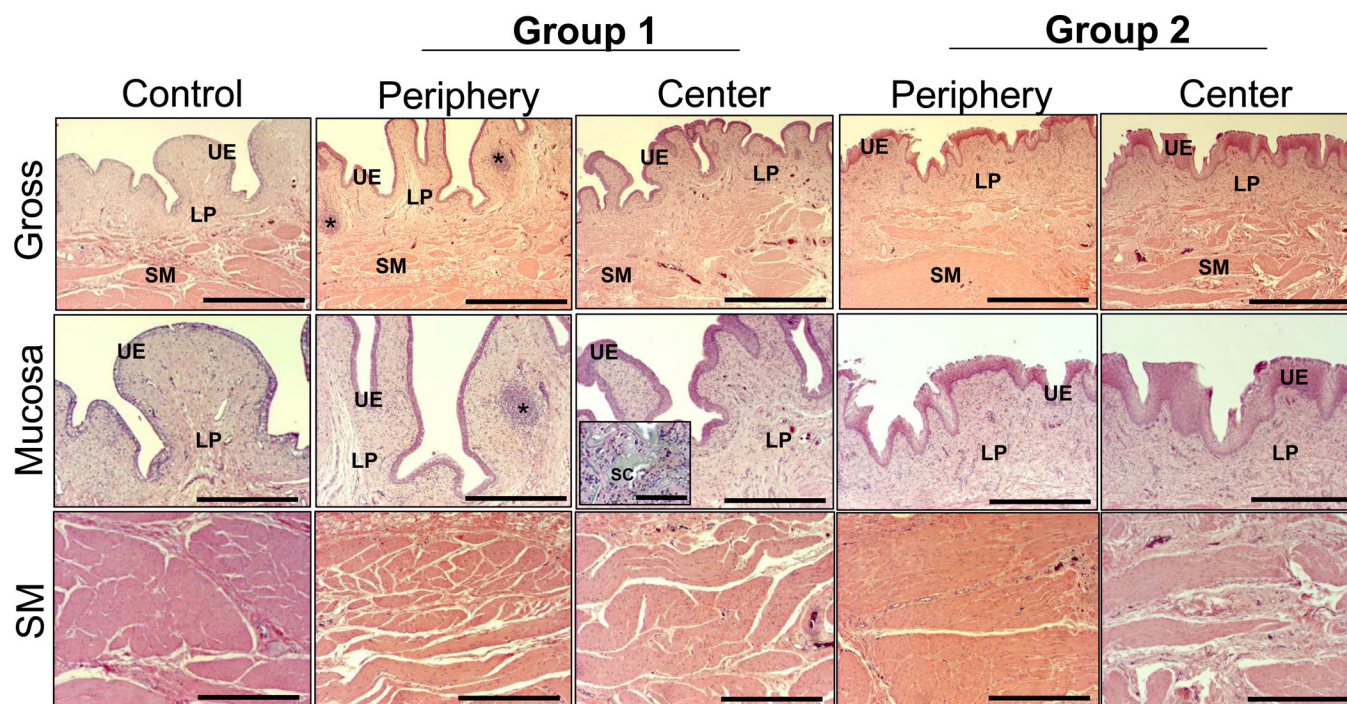 Group 1
Group 2
Control
Periphery
Center
Periphery
Center
Gross
UE
LP
SM
UE
LP
SM
*
*
UE
LP
SM
UE
LP
SM
UE
LP
SM
Mucosa
UE
LP
UE
LP
*
UE
LP
SC
UE
LP
UE
LP
SM